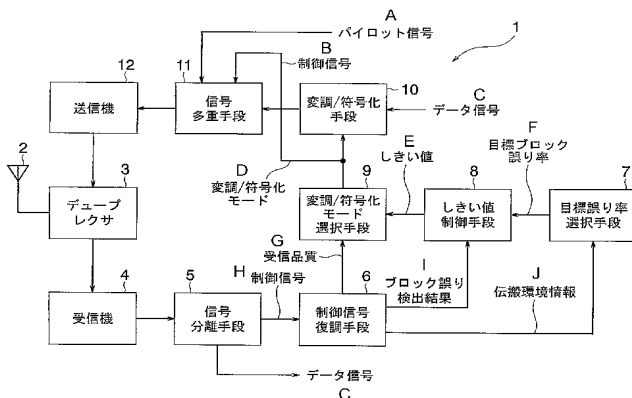 A
パイロット信号
1
B
制御信号
12
送信機
11
信号
多重手段
10
変調/符号化
手段
C
データ信号
2
3
デュープ
レクサ
D
変調/符号化
モード
E
しきい値
F
目標ブロック
誤り率
9
変調/符号化
モード
選択手段
8
しきい値
制御手段
7
目標誤り率
選択手段
G
受信品質
4
受信機
5
信号
分離手段
H
制御信号
6
制御信号
復調手段
I
ブロック誤り
検出結果
J
伝搬環境情報
データ信号
C